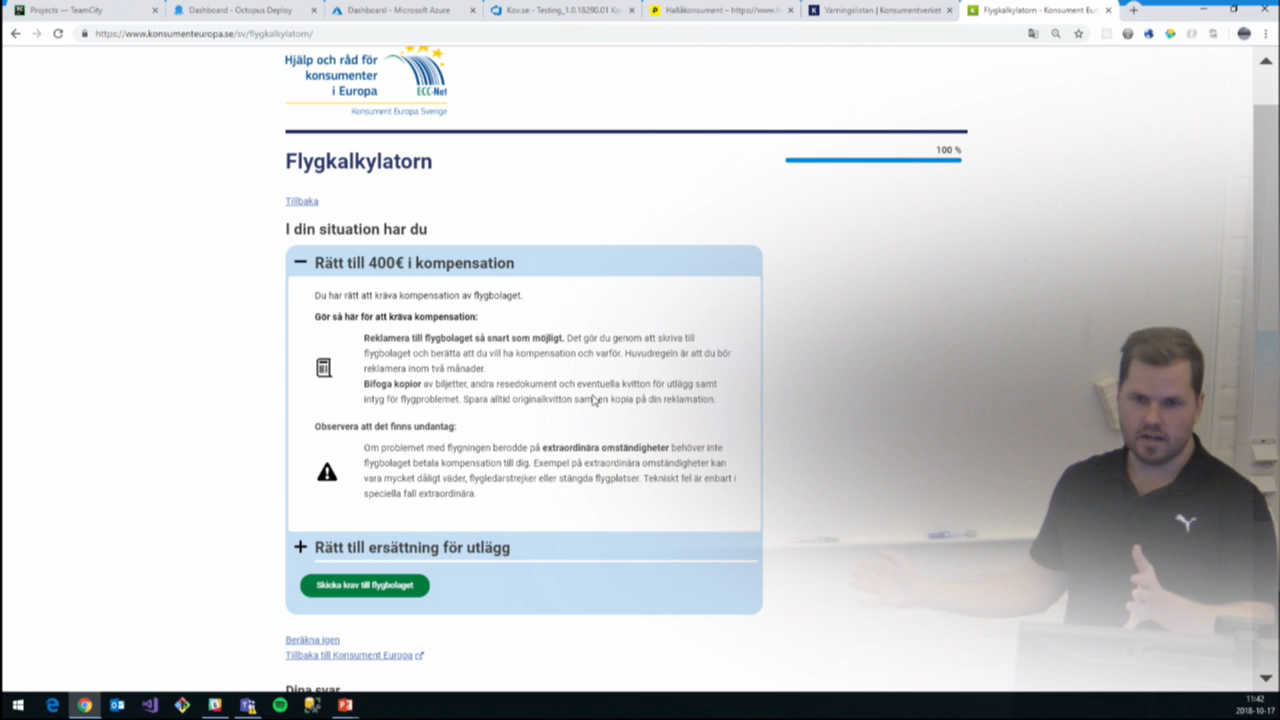 Projects — TeamCity
Dashboard - Octopus Deploy
Dashboard - Microsoft Azure
Kov.se - Testing_1.0.18290.01 Ko
Hallåkonsument – https://www.h
Varningslistan | Konsumentverket
Flygkalkylatorn - Konsument Eur
https://www.konsumenteuropa.se/sv/flygkalkylatorn/
Hjälp och råd för
konsumenter
i Europa
ECC-Net
Konsument Europa Sverige
Flygkalkylatorn
100 %
Tillbaka
I din situation har du
Rätt till 400€ i kompensation
Du har rätt att kräva kompensation av flygbolaget.
Gör så här för att kräva kompensation:
Reklamera till flygbolaget så snart som möjligt. Det gör du genom att skriva till
flygbolaget och berätta att du vill ha kompensation och varför. Huvudregeln är att du bör
reklamera inom två månader.
Bifoga kopior av biljetter, andra resedokument och eventuella kvitton för utlägg samt
intyg för flygproblemet. Spara alltid originalkvitton samt en kopia på din reklamation.
Observera att det finns undantag:
Om problemet med flygningen berodde på extraordinära omständigheter behöver inte
flygbolaget betala kompensation till dig. Exempel på extraordinära omständigheter kan
vara mycket dåligt väder, flygledarstrejker eller stängda flygplatser. Tekniskt fel är enbart i
speciella fall extraordinära.
Rätt till ersättning för utlägg
Skicka krav till flygbolaget
Beräkna igen
Tillbaka till Konsument Europa
Dina svar
11:42
2018-10-17